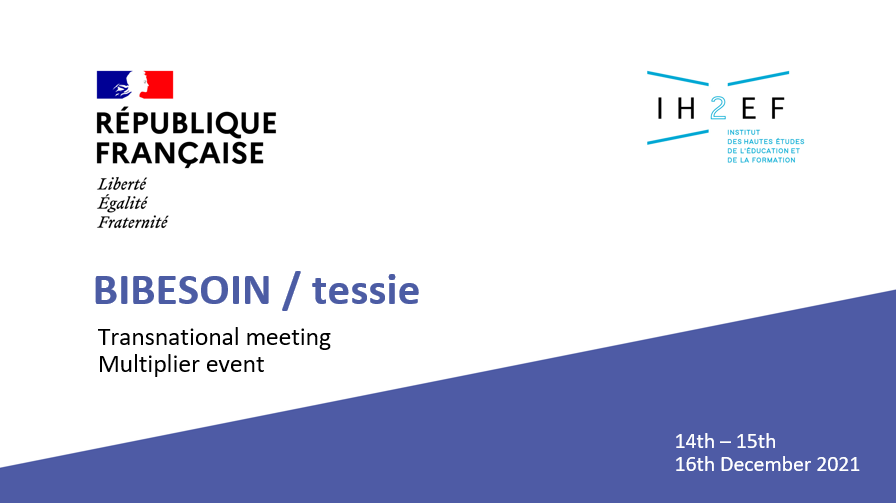 RÉPUBLIQUE
FRANÇAISE
Liberté
Égalité
Fraternité
IH2EF
INSTITUT
DES HAUTES ÉTUDES
DE L'ÉDUCATION ET
DE LA FORMATION
BIBESOIN / tessie
Transnational meeting
Multiplier event
14th – 15th
16th December 2021